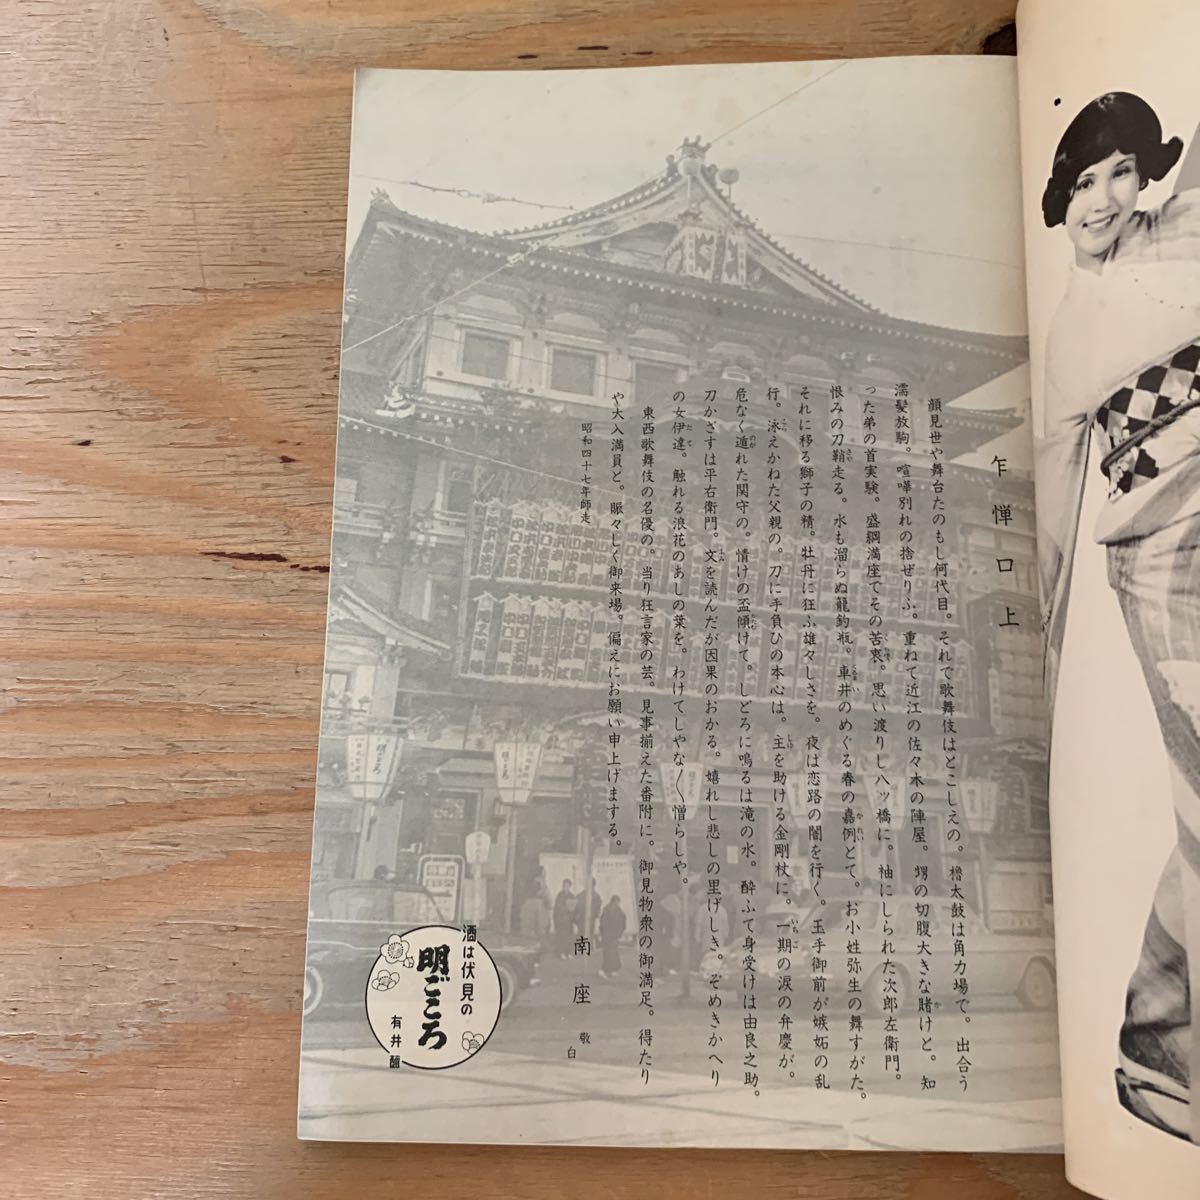 乍憚口上
顔見世や舞台たのもし何代目。それで歌舞伎はとこしえの。櫓太鼓は角力場で。出合う
濡髪放駒。喧嘩別れの捨ぜりふ。重ねて近江の佐々木の陣屋。甥の切腹大きな賭けと。知
った弟の首実験。盛綱満座でその苦衷。思い渡りし八ッ橋に。袖にしられた次郎左衛門。
恨みの刀鞘走る。水も溜らぬ籠釣瓶。車井のめぐる春の嘉例とて。お小姓弥生の舞すがた。
それに移る獅子の精。牡丹に狂ふ雄々しさを。夜は恋路の闇を行く。玉手御前が嫉妬の乱
行。泳えかねた父親の。刀に手負ひの本心は。主を助ける金剛杖に。一期の涙の弁慶が。
危なく遁れた関守の。情けの盃傾けて。しどろに鳴るは滝の水。酔ふて身受けは由良之助。
刀かざすは平右衛門。文を読んだが因果のおかる。嬉れし悲しの里げしき。ぞめきかへり
の女伊達。触れる浪花のあしの葉を。わけてしやな〳〵憎らしや。
東西歌舞伎の名優の。当り狂言家の芸。見事揃えた番附に。御見物衆の御満足。得たり
や大入満員と。賑々しく御来場。偏えにお願い申上げまする。
昭和四十七年師走
南座
敬白
酒は伏見の
明ごころ
有井醞
明ごころ
明ごころ